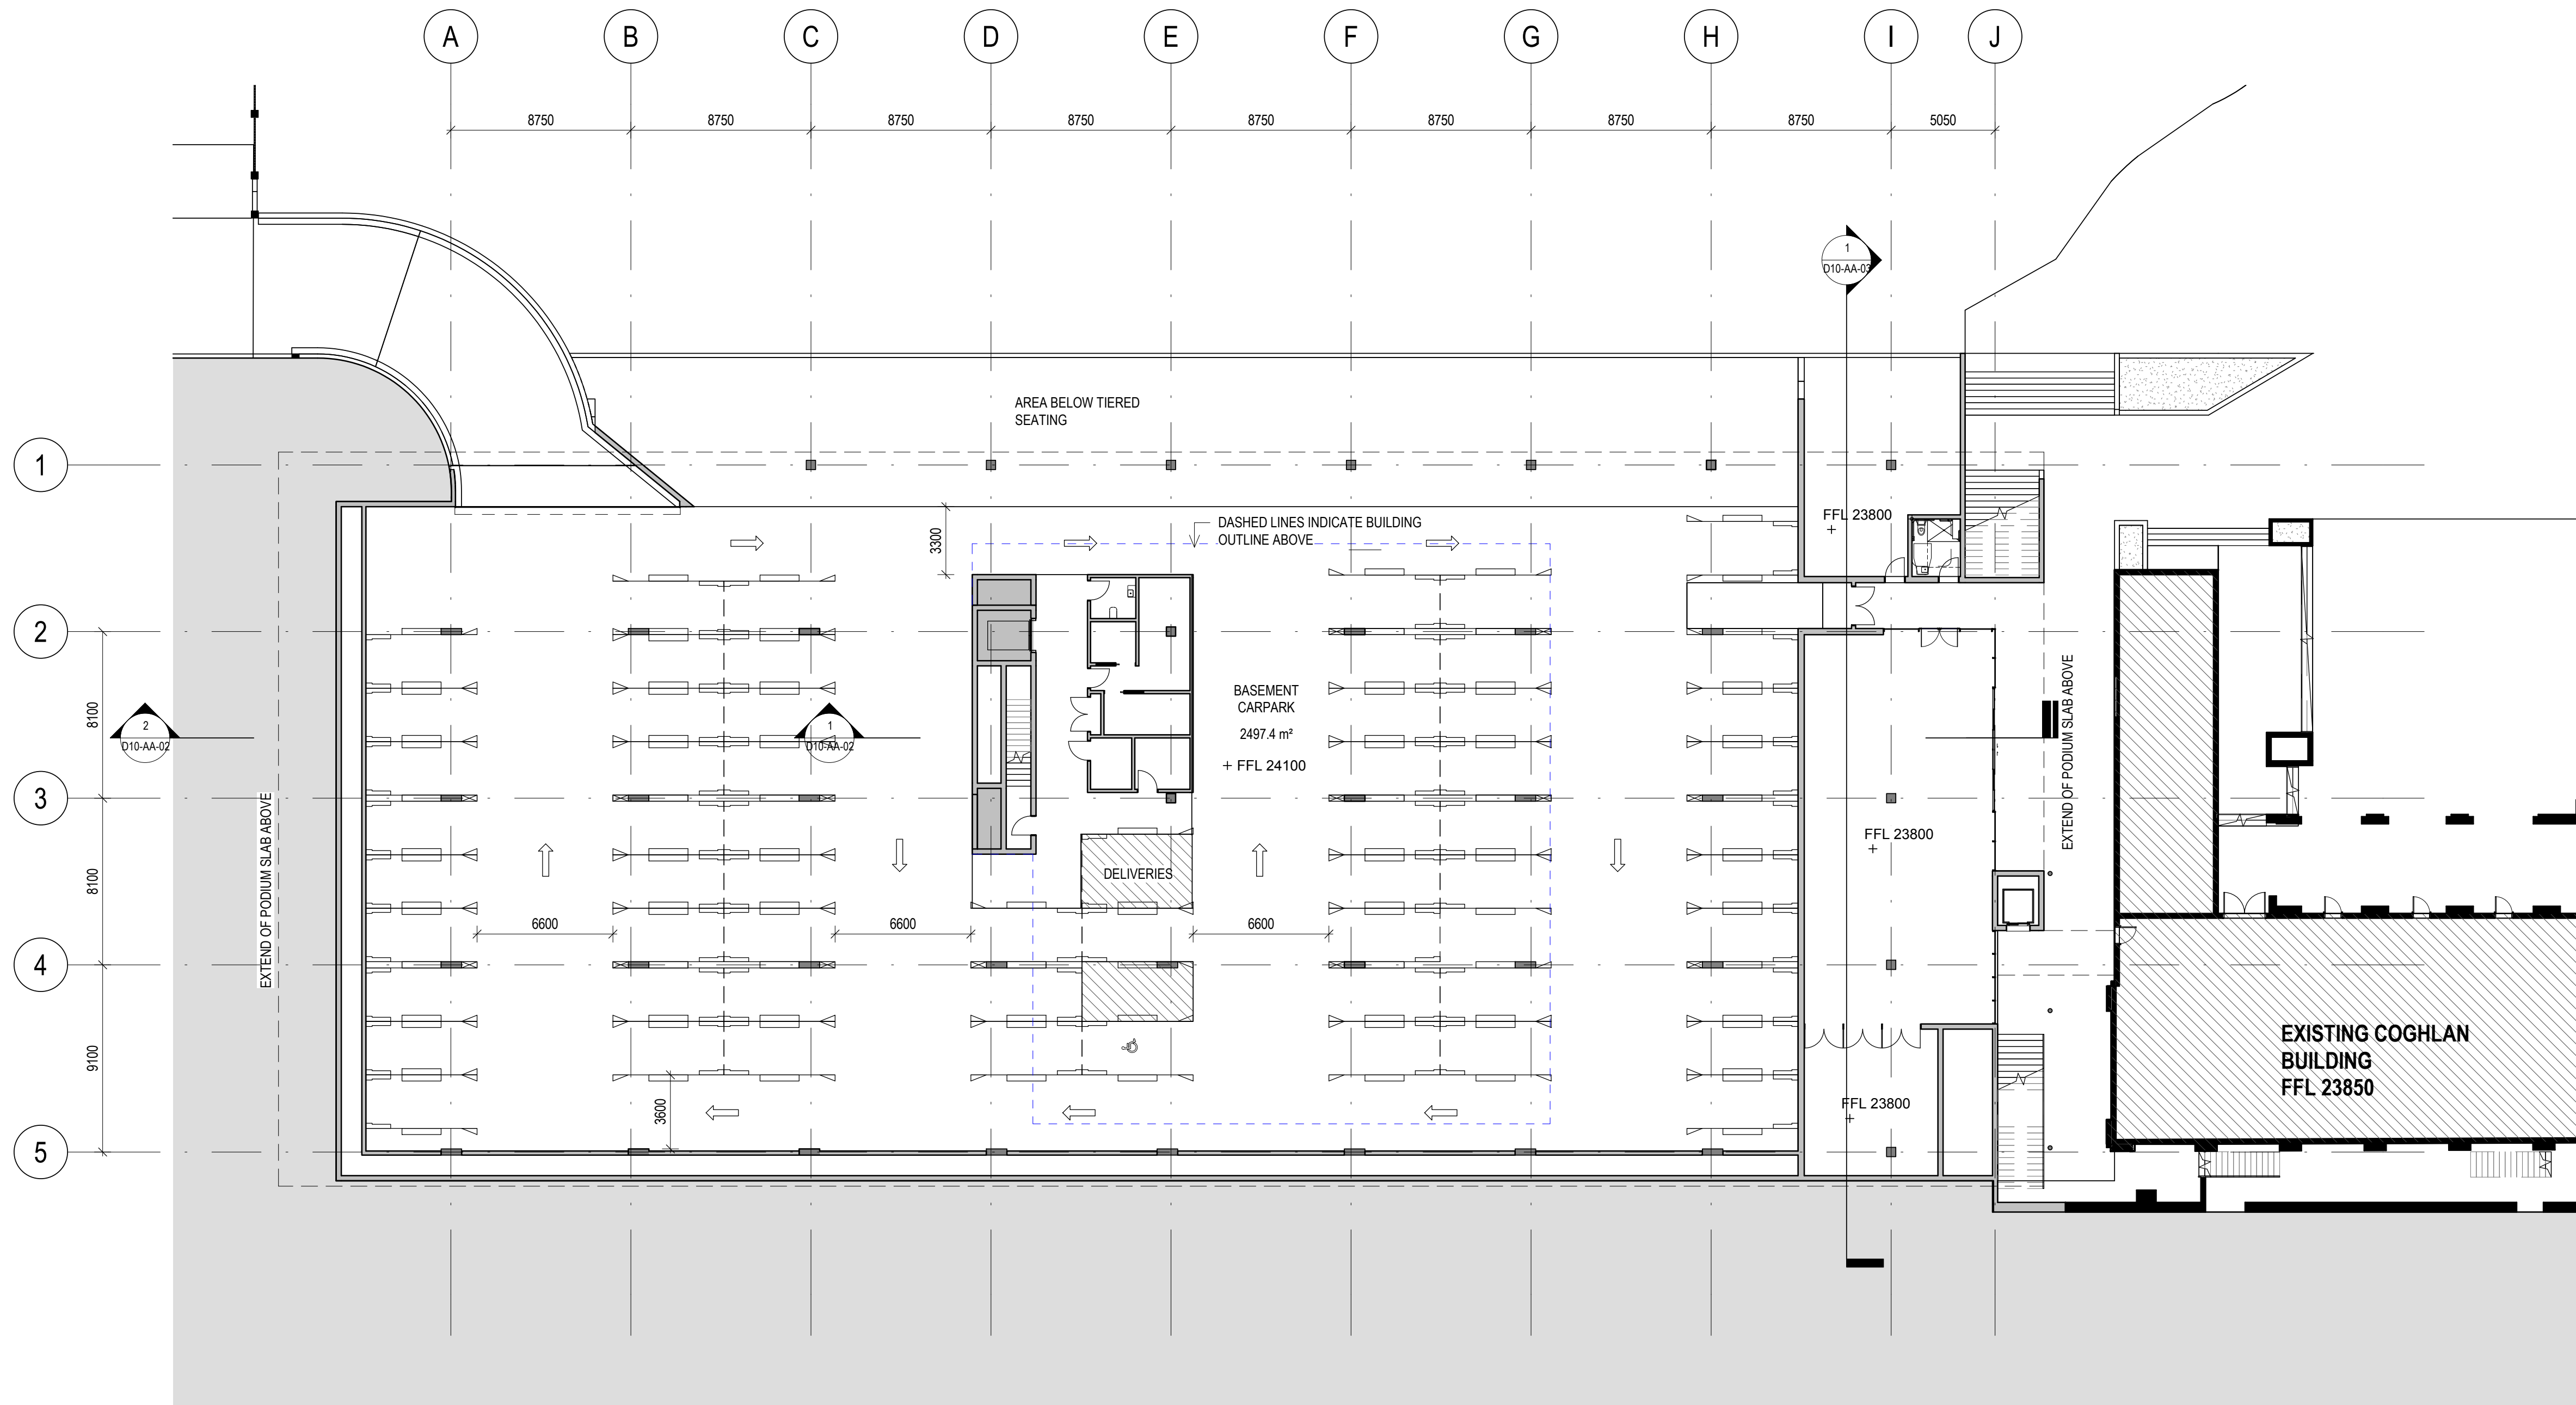 A
B
C
D
E
F
G
H
I
J
8750
8750
8750
8750
8750
8750
8750
8750
5050
1
D10-AA-03
AREA BELOW TIERED
SEATING
1
FFL 23800
DASHED LINES INDICATE BUILDING
OUTLINE ABOVE
3300
2
BASEMENT
CARPARK
2497.4 m²
FFL 24100
8100
2
D10-AA-02
1
D10-AA-02
EXTEND OF PODIUM SLAB ABOVE
3
FFL 23800
EXTEND OF PODIUM SLAB ABOVE
DELIVERIES
8100
6600
6600
6600
4
EXISTING COGHLAN
BUILDING
FFL 23850
9100
3600
FFL 23800
5